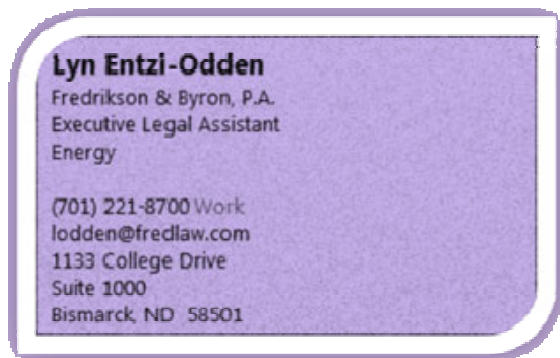 Lyn Entzi-Odden
Fredrikson & Byron, P.A.
Executive Legal Assistant
Energy
(701) 221-8700 Work
lodden@fredlaw.com
1133 College Drive
Suite 1000
Bismarck, ND 58501